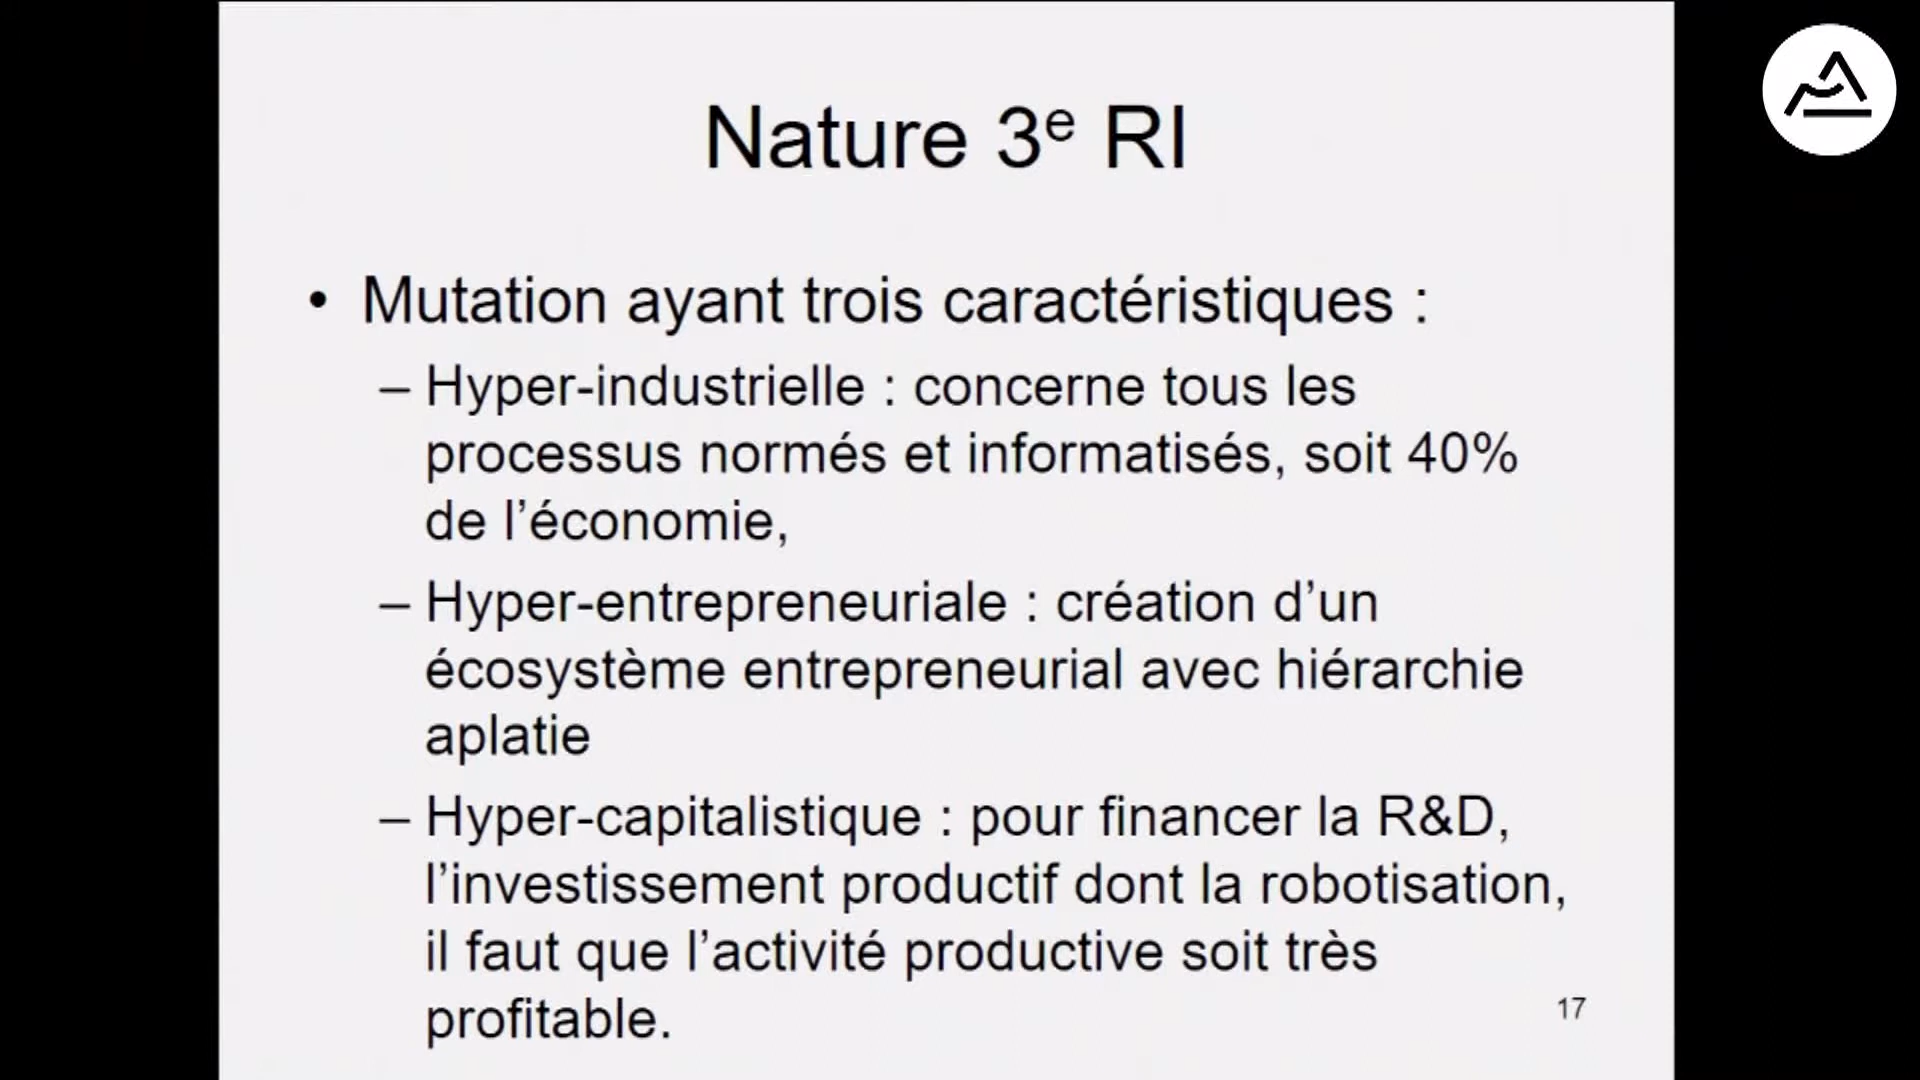 Nature 3e RI
• Mutation ayant trois caractéristiques :
– Hyper-industrielle : concerne tous les
processus normés et informatisés, soit 40%
de l’économie,
– Hyper-entrepreneuriale : création d’un
écosystème entrepreneurial avec hiérarchie
aplatie
– Hyper-capitalistique : pour financer la R&D,
l’investissement productif dont la robotisation,
il faut que l’activité productive soit très
profitable.
17